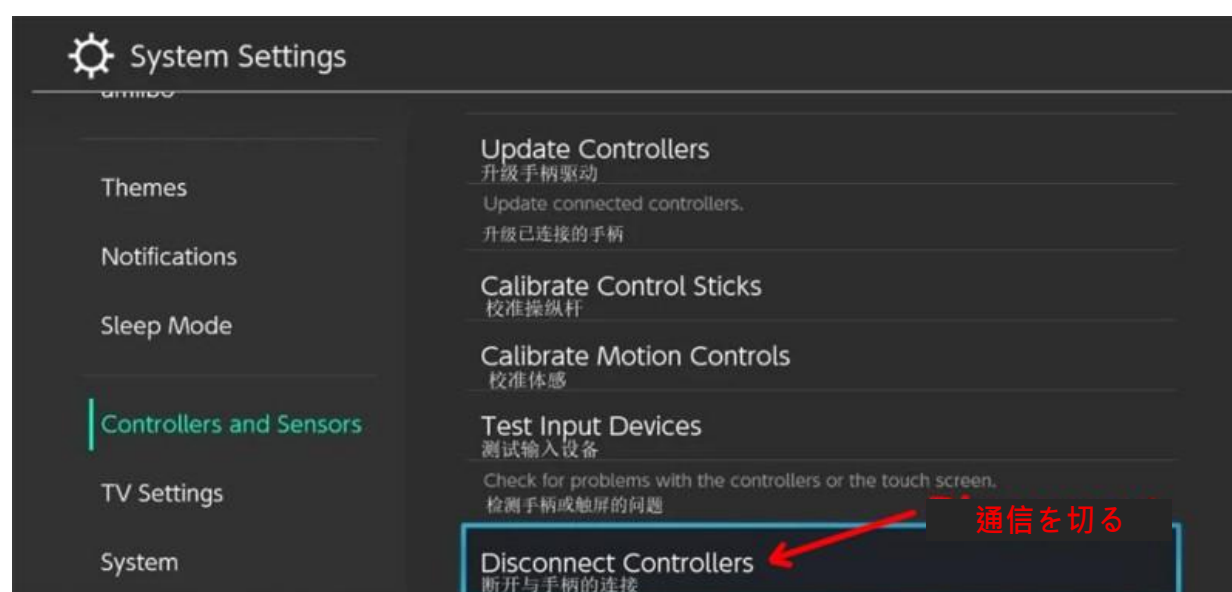 System Settings
amiibo
Themes
Notifications
Sleep Mode
Controllers and Sensors
TV Settings
System
Update Controllers
升级手柄驱动
Update connected controllers.
升级已连接的手柄
Calibrate Control Sticks
校准操纵杆
Calibrate Motion Controls
校准体感
Test Input Devices
测试输入设备
Check for problems with the controllers or the touch screen.
检测手柄或触屏的问题
通信を切る
Disconnect Controllers
断开与手柄的连接